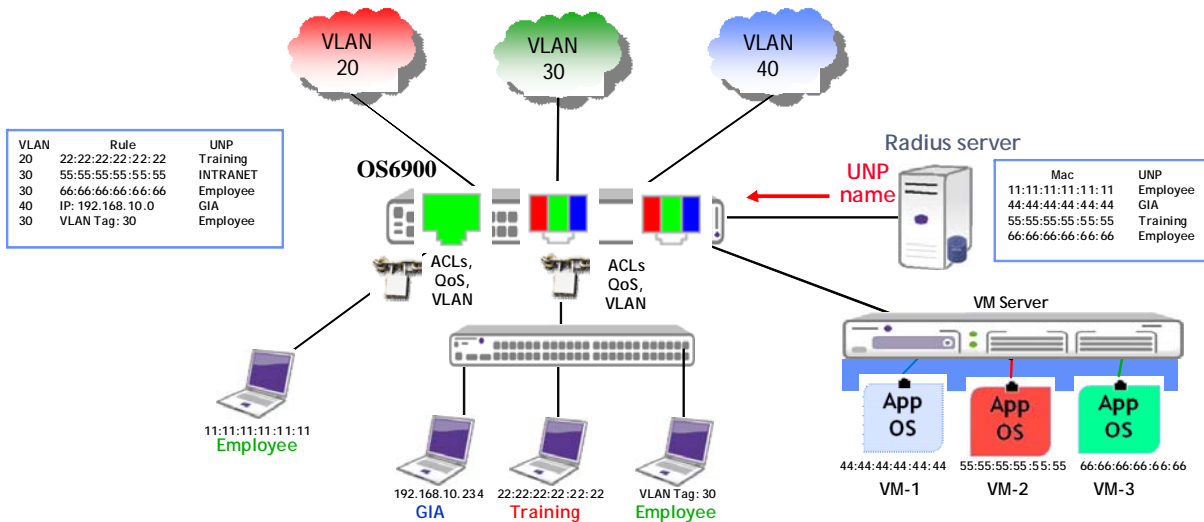 VLAN
20
VLAN
30
VLAN
40
VLAN Rule UNP
20 22:22:22:22:22:22 Training
30 55:55:55:55:55:55 INTRANET
30 66:66:66:66:66:66 Employee
40 IP: 192.168.10.0 GIA
30 VLAN Tag: 30 Employee
OS6900
UNP
name
Radius server
Mac UNP
11:11:11:11:11:11 Employee
44:44:44:44:44:44 GIA
55:55:55:55:55:55 Training
66:66:66:66:66:66 Employee
ACLs,
QoS,
VLAN
ACLs
QoS,
VLAN
VM Server
11:11:11:11:11:11
Employee
App
OS
App
OS
App
OS
44:44:44:44:44:44
55:55:55:55:55:55
66:66:66:66:66:66
VM-1
VM-2
VM-3
192.168.10.234
GIA
22:22:22:22:22:22
Training
VLAN Tag: 30
Employee